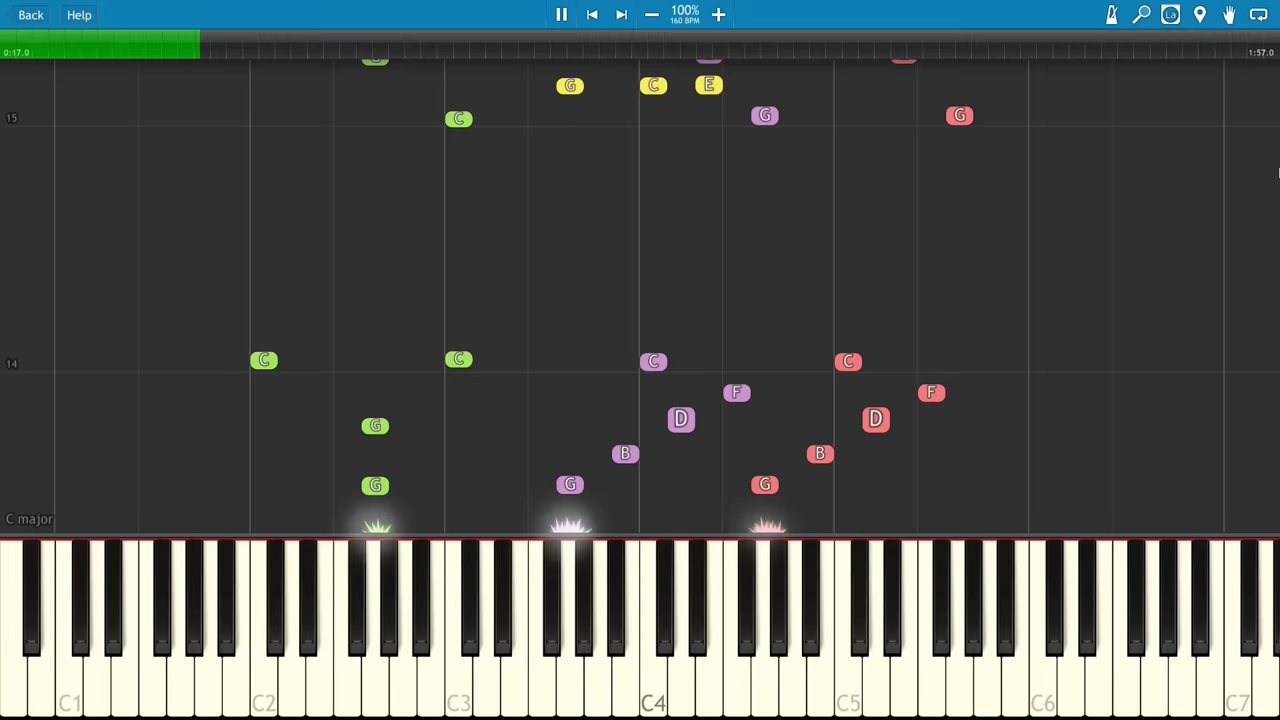 Back Help 100% La
160 BPM
0:17.0 1:57.0
G
G C E
15 C G G
14 C C C C
F F
G D D
B B
G G G
C major
C1 C2 C3 C4 C5 C6 C7